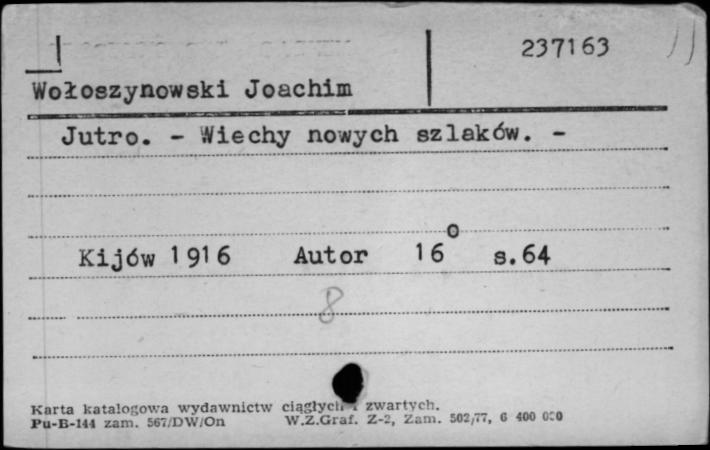 237163
Wołoszynowski Joachim
Jutro. - Wiechy nowych szlaków. -
Kijów 1916 Autor 16° s.64
8
Karta katalogowa wydawnictw ciągłych i zwartych.
Pu-B-144 zam. 567/DW/On W.Z.Graf. Z-2, Zam. 502/77, 6 400 000